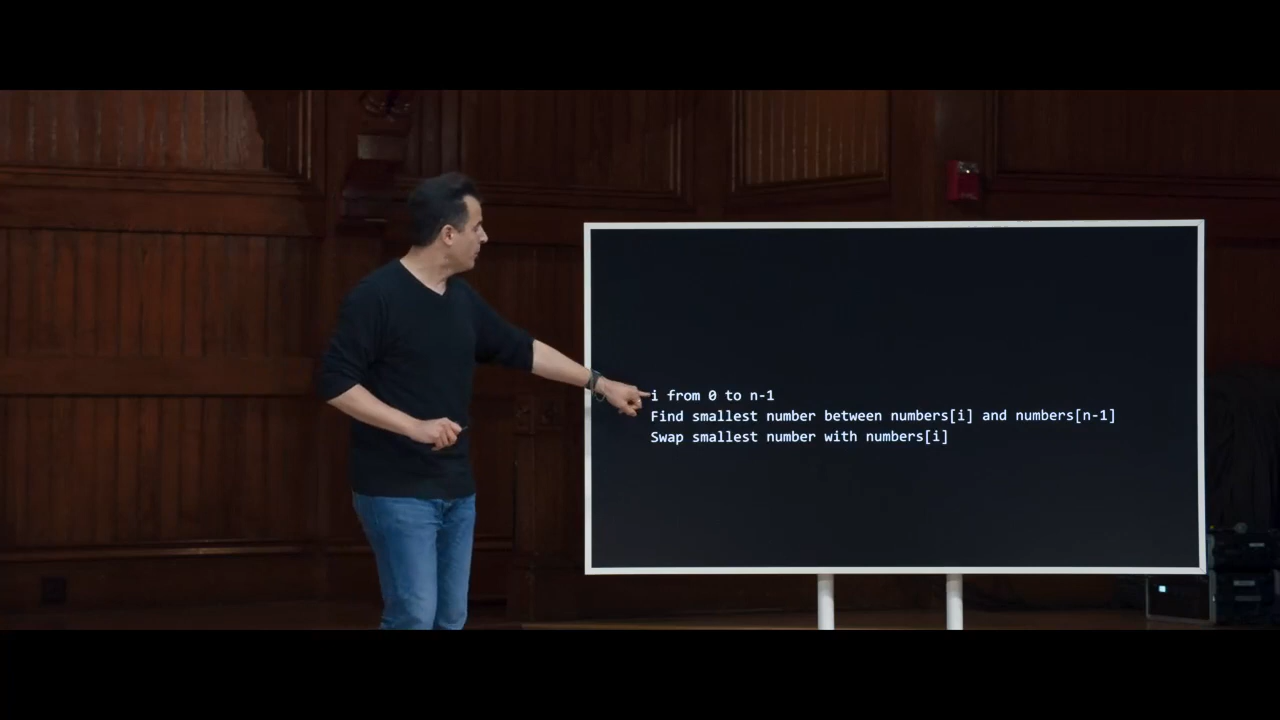 i from 0 to n-1
Find smallest number between numbers[i] and numbers[n-1]
Swap smallest number with numbers[i]